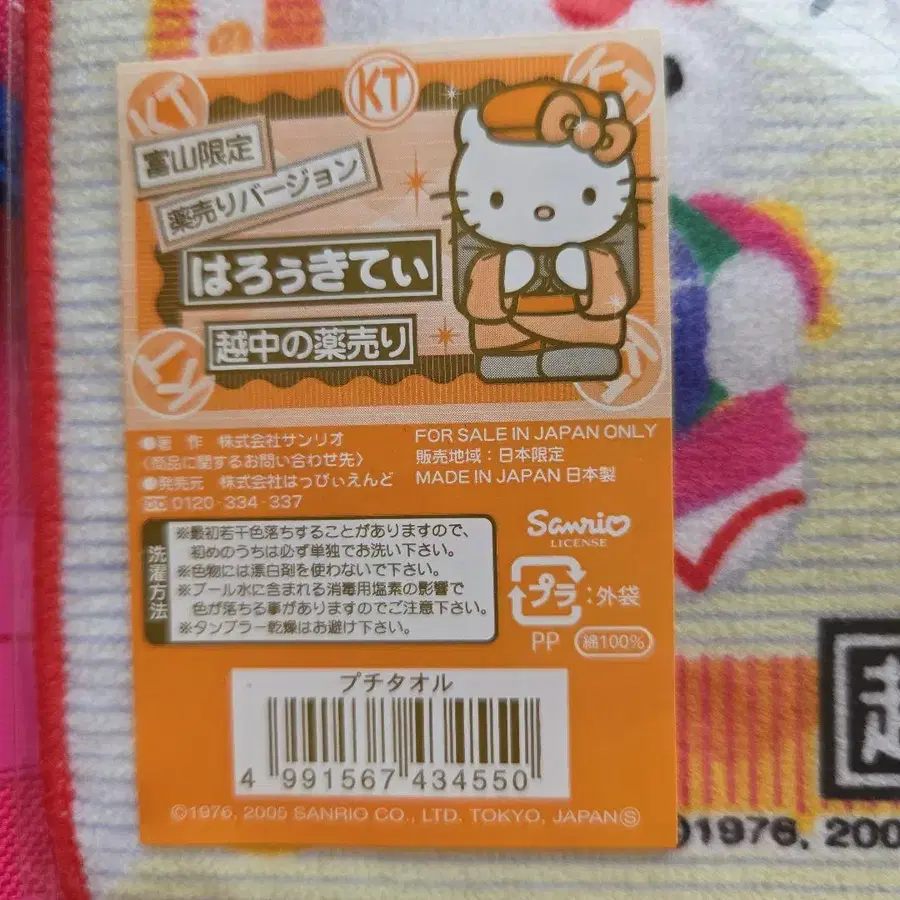 KT
KT
KT
富山限定
薬売りバージョン
はろぅきてぃ
越中の薬売り
KT
KT
●著 作 株式会社サンリオ
〈商品に関するお問い合わせ先〉
●発売元 株式会社はっぴぃえんど
0120-334-337
FOR SALE IN JAPAN ONLY
販売地域：日本限定
MADE IN JAPAN 日本製
洗濯方法
※最初若干色落ちすることがありますので、
初めのうちは必ず単独でお洗い下さい。
※色物には漂白剤を使わないで下さい。
※プール水に含まれる消毒用塩素の影響で
色が落ちる事がありますのでご注意下さい。
※タンブラー乾燥はお避け下さい。
Sanrio
LICENSE
プラ：外袋
PP 綿100%
プチタオル
4 991567 434550
©1976, 2005 SANRIO CO., LTD. TOKYO, JAPAN Ⓢ
1976, 200